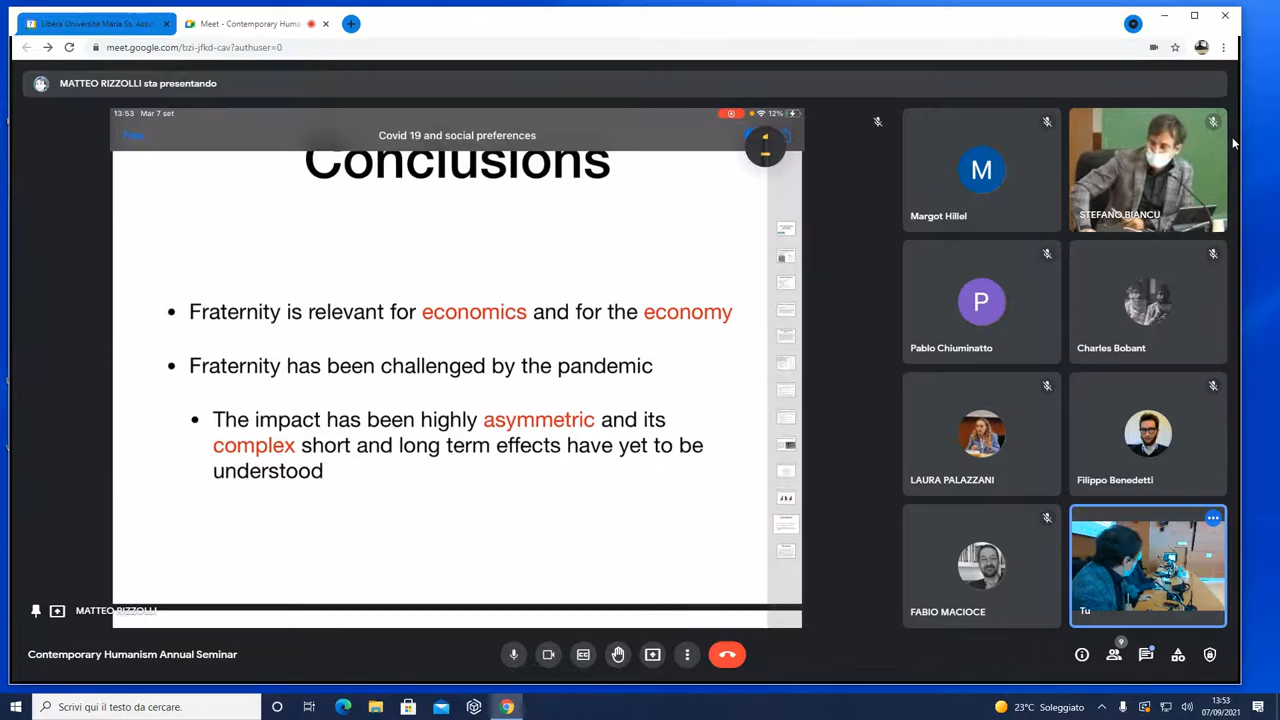 Libera Università Maria Ss. Assu
Meet - Contemporary Huma
meet.google.com/bzi-jfkd-cav?authuser=0
MATTEO RIZZOLLI sta presentando
13:53 Mar 7 set
12%
Covid 19 and social preferences
Conclusions
• Fraternity is relevant for economics and for the economy
• Fraternity has been challenged by the pandemic
• The impact has been highly asymmetric and its
complex short and long term effects have yet to be
understood
MATTEO RIZZOLLI
M
Margot Hillel
STEFANO BIANCU
P
Pablo Chiuminatto
Charles Bobant
LAURA PALAZZANI
Filippo Benedetti
FABIO MACIOCE
Tu
Contemporary Humanism Annual Seminar
9
Scrivi qui il testo da cercare.
23°C Soleggiato
13:53
07/09/2021